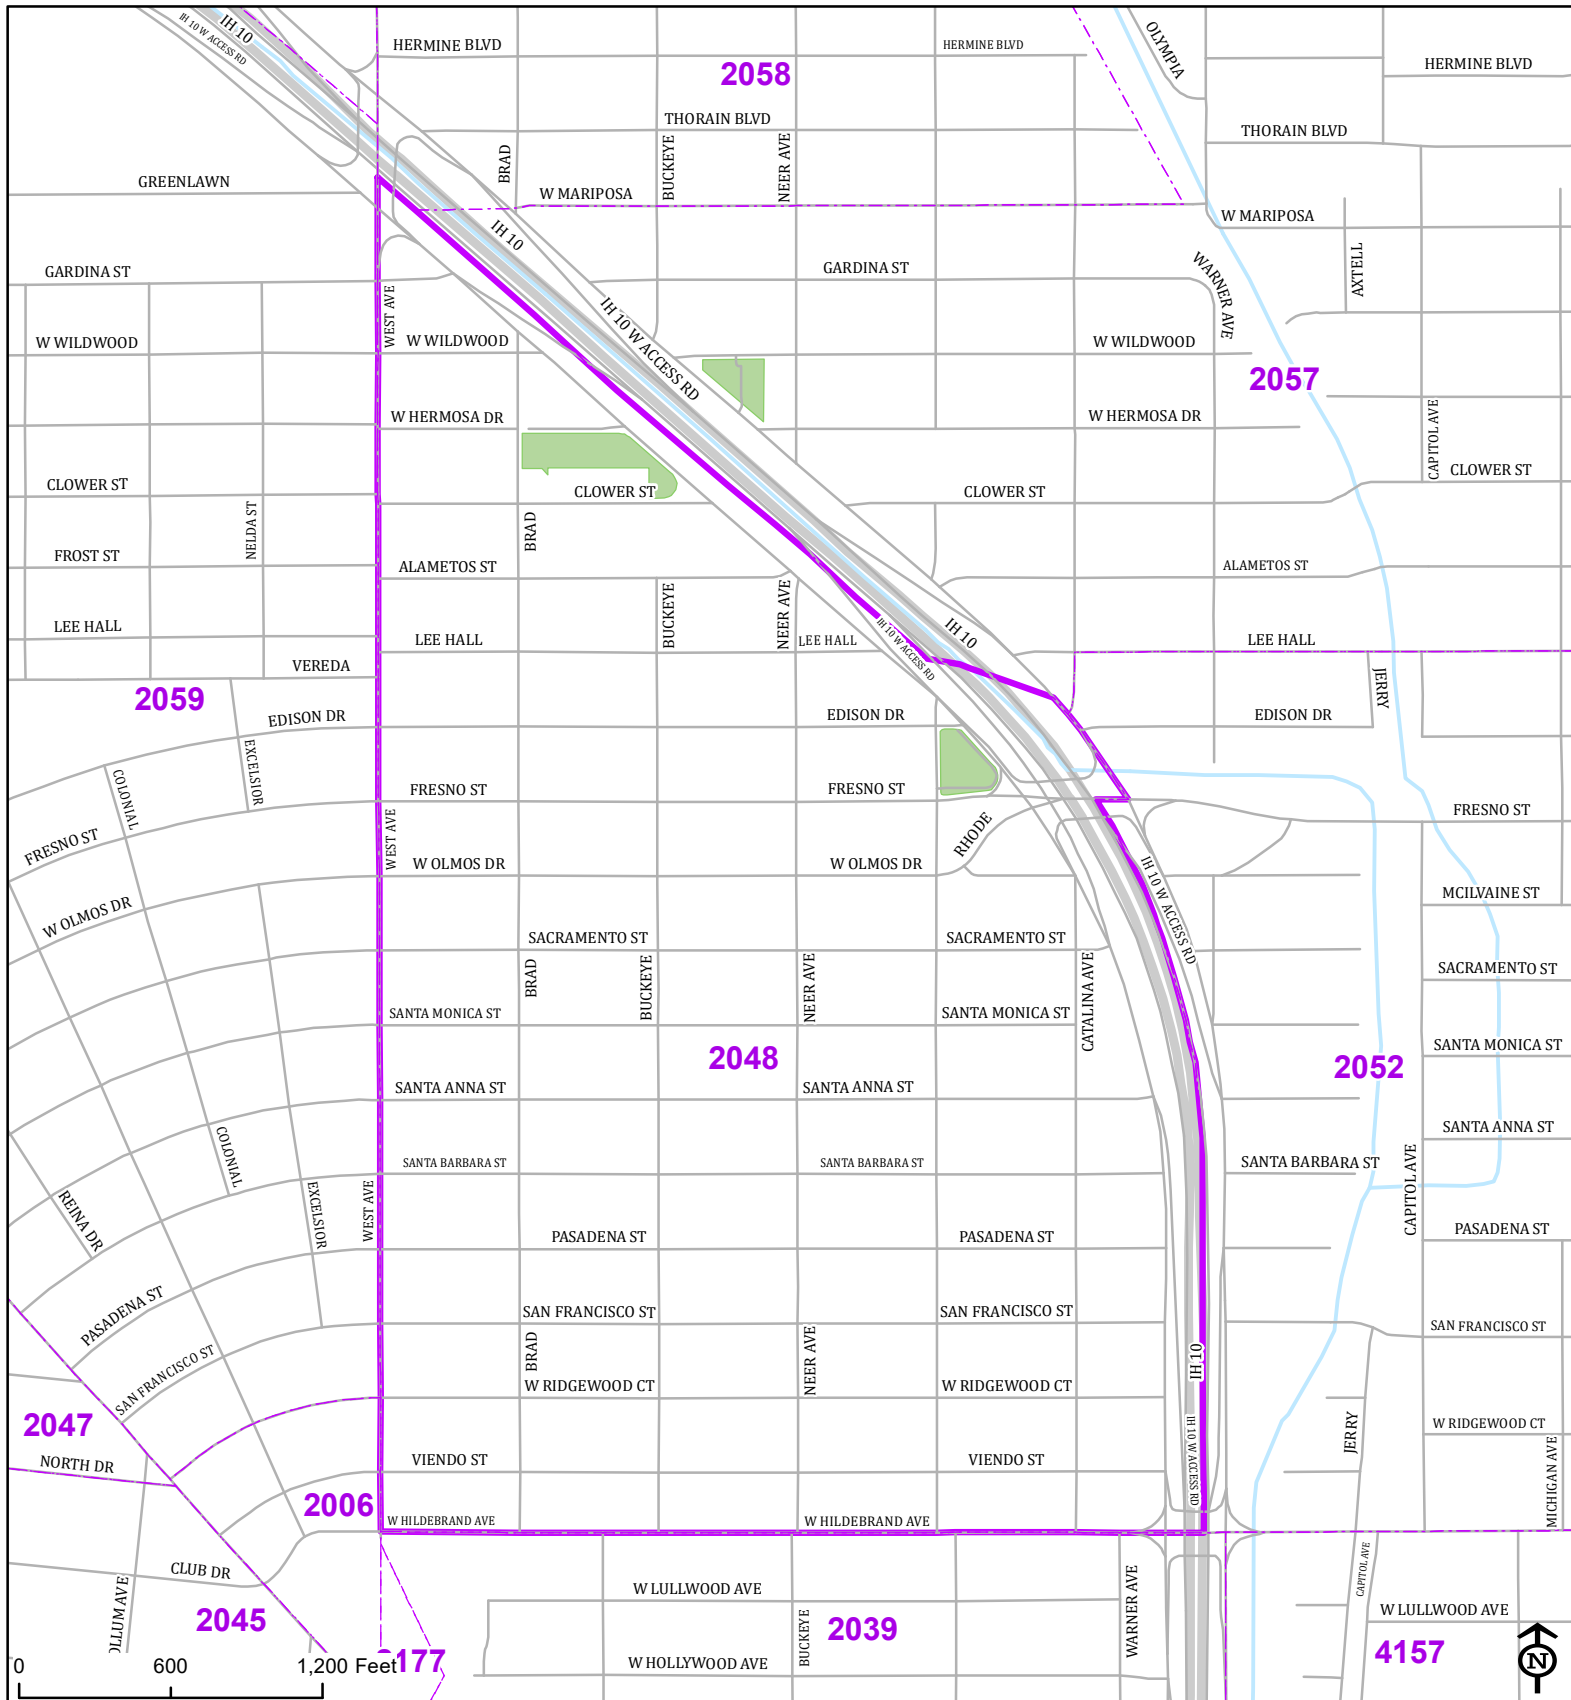 IH 10
IH 10 W ACCESS RD
HERMINE BLVD
HERMINE BLVD
OLYMPIA
HERMINE BLVD
2058
THORAIN BLVD
THORAIN BLVD
BRAD
BUCKEYE
NEER AVE
GREENLAWN
W MARIPOSA
W MARIPOSA
IH 10
GARDINA ST
GARDINA ST
WARNER AVE
AXTELL
WEST AVE
IH 10 W ACCESS RD
W WILDWOOD
W WILDWOOD
W WILDWOOD
2057
W HERMOSA DR
W HERMOSA DR
CAPITOL AVE
CLOWER ST
CLOWER ST
CLOWER ST
CLOWER ST
NELDA ST
BRAD
FROST ST
ALAMETOS ST
ALAMETOS ST
BUCKEYE
NEER AVE
LEE HALL
LEE HALL
LEE HALL
IH 10 W ACCESS RD
IH 10
LEE HALL
VEREDA
JERRY
2059
EDISON DR
EDISON DR
EDISON DR
EXCELSIOR
COLONIAL
FRESNO ST
FRESNO ST
FRESNO ST
FRESNO ST
WEST AVE
RHODE
W OLMOS DR
W OLMOS DR
IH 10 W ACCESS RD
MCILVAINE ST
W OLMOS DR
SACRAMENTO ST
SACRAMENTO ST
SACRAMENTO ST
BRAD
BUCKEYE
NEER AVE
CATALINA AVE
SANTA MONICA ST
SANTA MONICA ST
SANTA MONICA ST
2048
2052
SANTA ANNA ST
SANTA ANNA ST
SANTA ANNA ST
COLONIAL
SANTA BARBARA ST
SANTA BARBARA ST
SANTA BARBARA ST
CAPITOL AVE
REINA DR
EXCELSIOR
WEST AVE
PASADENA ST
PASADENA ST
PASADENA ST
PASADENA ST
SAN FRANCISCO ST
SAN FRANCISCO ST
SAN FRANCISCO ST
SAN FRANCISCO ST
BRAD
NEER AVE
IH 10
W RIDGEWOOD CT
W RIDGEWOOD CT
W RIDGEWOOD CT
2047
JERRY
NORTH DR
VIENDO ST
VIENDO ST
IH 10 W ACCESS RD
MICHIGAN AVE
2006
W HILDEBRAND AVE
W HILDEBRAND AVE
CLUB DR
W LULLWOOD AVE
CAPITOL AVE
WARNER AVE
W LULLWOOD AVE
2045
BUCKEYE
2039
4157
W HOLLYWOOD AVE
0 600 1,200 Feet
N